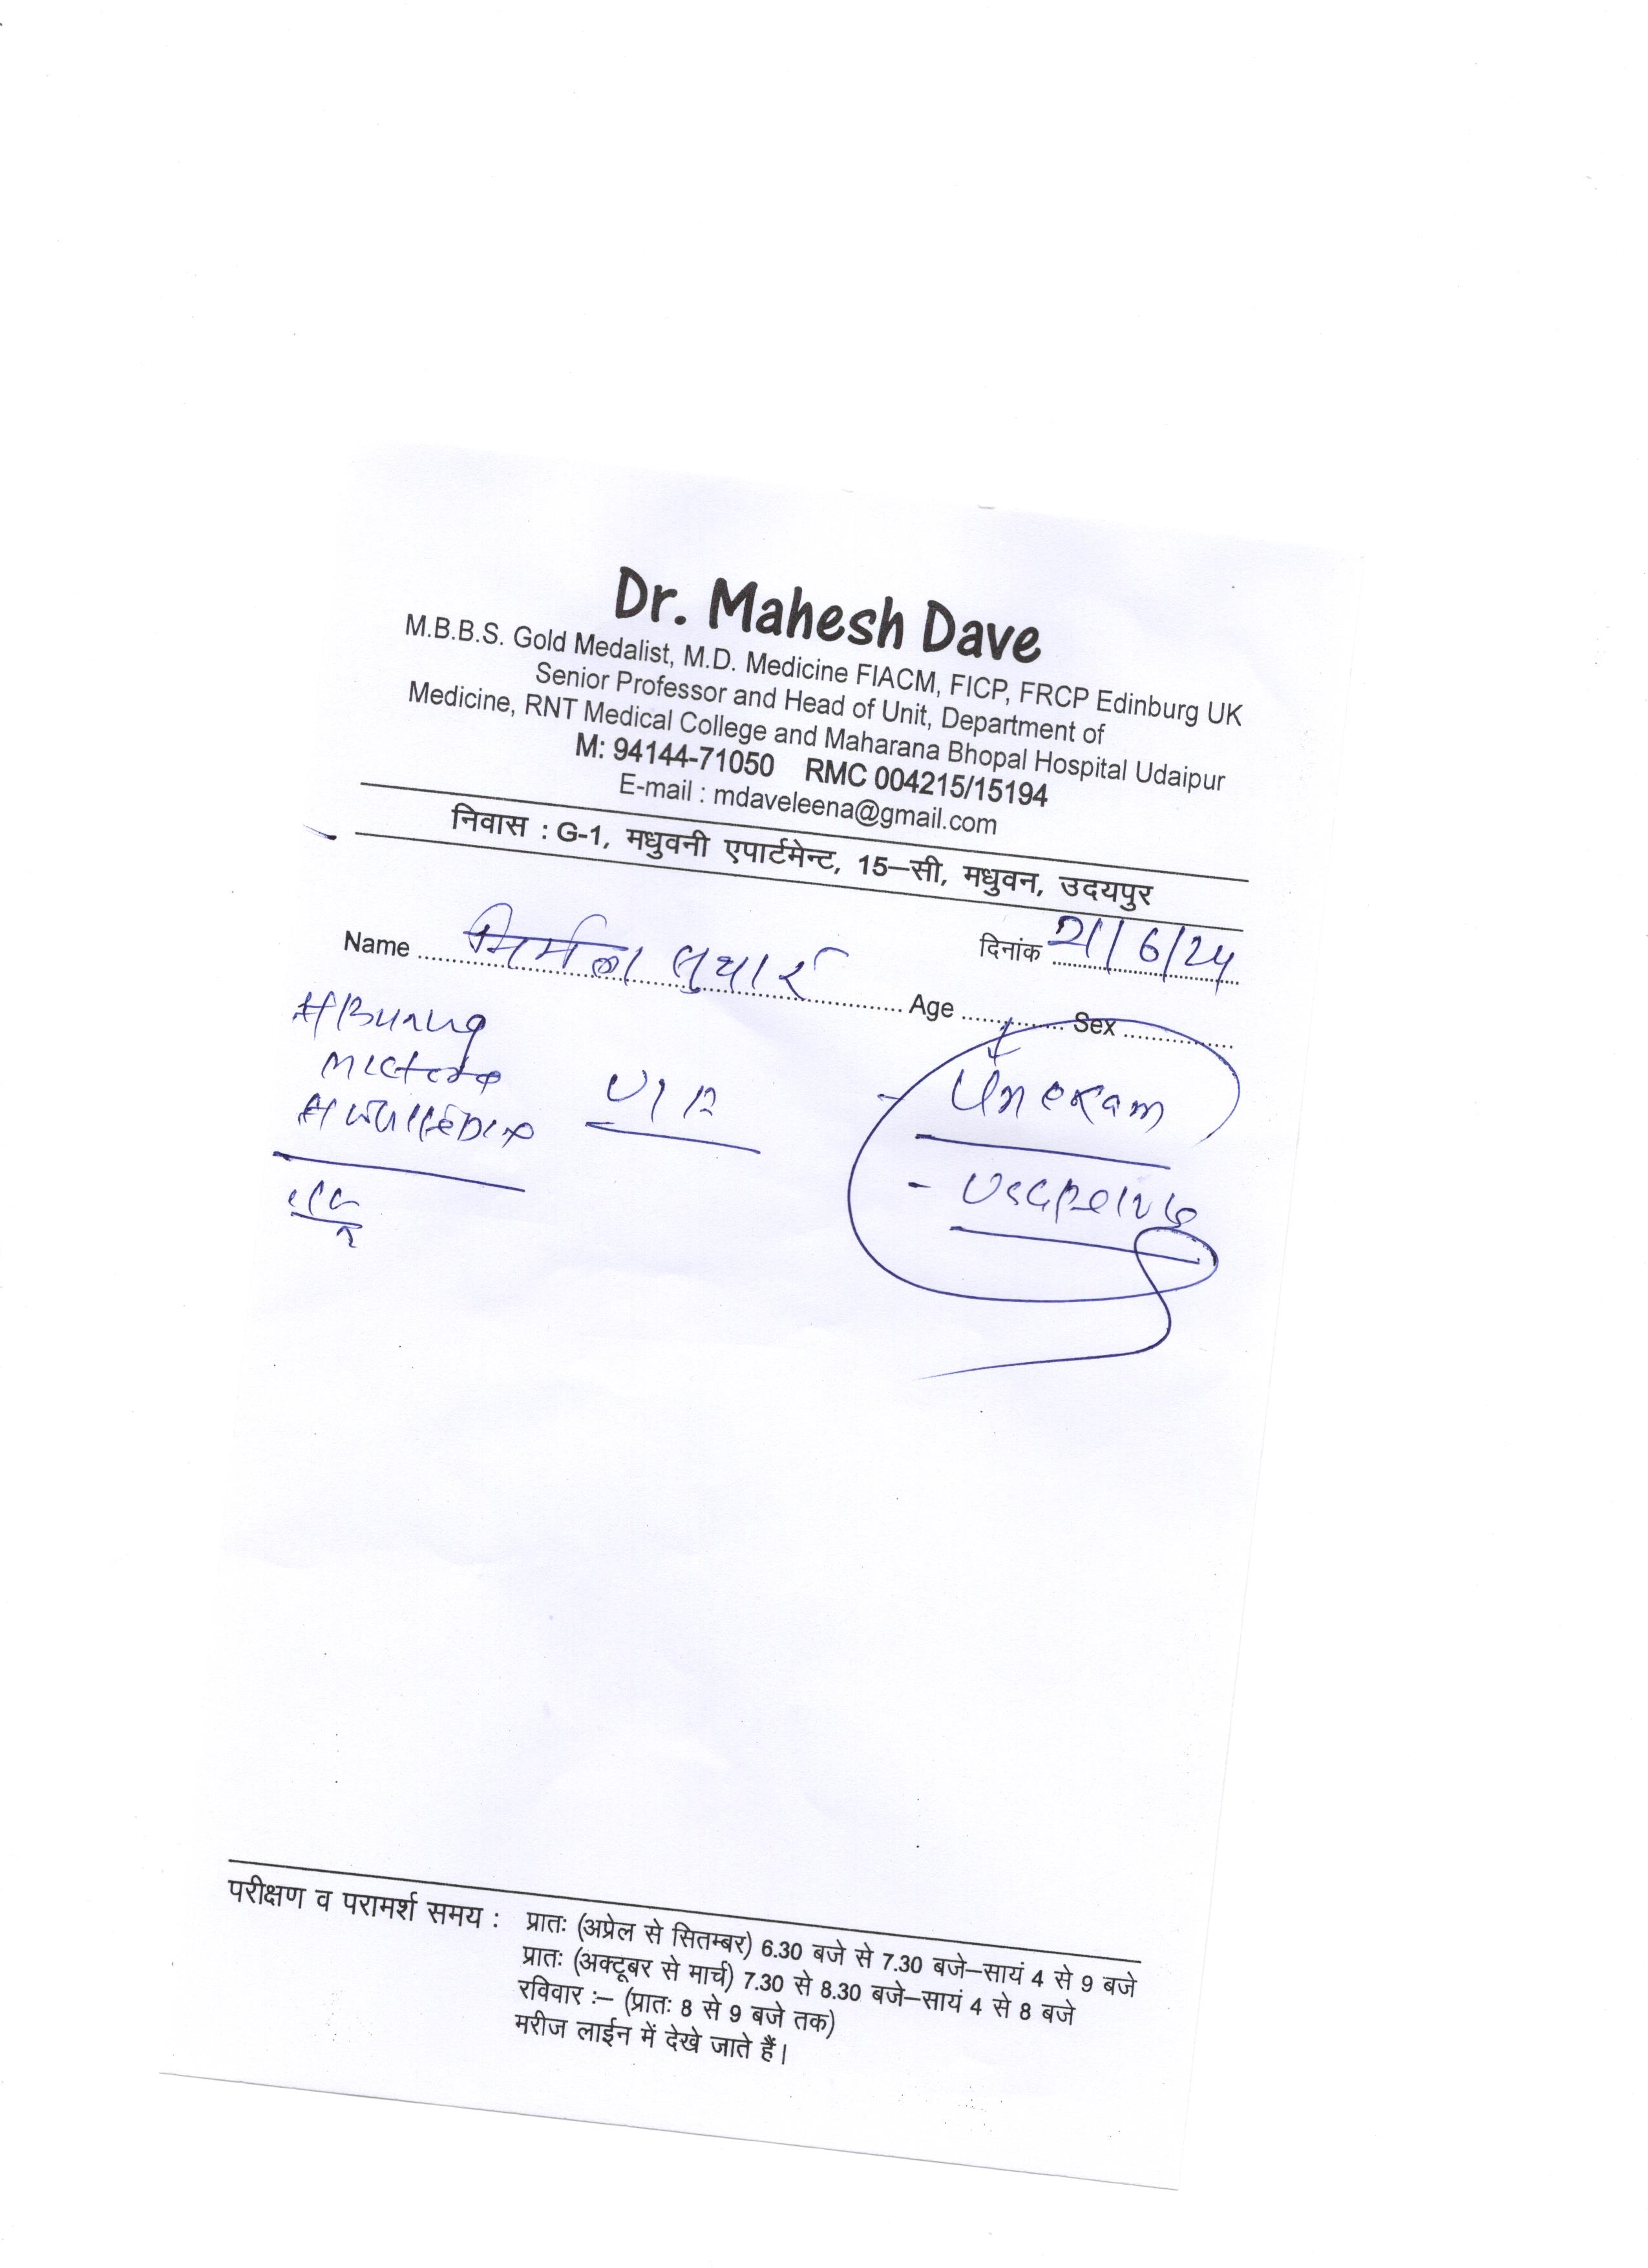 Dr. Mahesh Dave
M.B.B.S. Gold Medalist, M.D. Medicine FIACM, FICP, FRCP Edinburg UK
Senior Professor and Head of Unit, Department of
Medicine, RNT Medical College and Maharana Bhopal Hospital Udaipur
M: 94144-71050 RMC 004215/15194
E-mail : mdaveleena@gmail.com
निवास : G-1, मधुवनी एपार्टमेन्ट, 15–सी, मधुवन, उदयपुर
Name निर्मला सुथार दिनांक 21/6/24
Age Sex
#Burning
Urn exam
परीक्षण व परामर्श समय : प्रातः (अप्रेल से सितम्बर) 6.30 बजे से 7.30 बजे–सायं 4 से 9 बजे
प्रातः (अक्टूबर से मार्च) 7.30 से 8.30 बजे–सायं 4 से 8 बजे
रविवार :– (प्रातः 8 से 9 बजे तक)
मरीज लाईन में देखे जाते हैं।